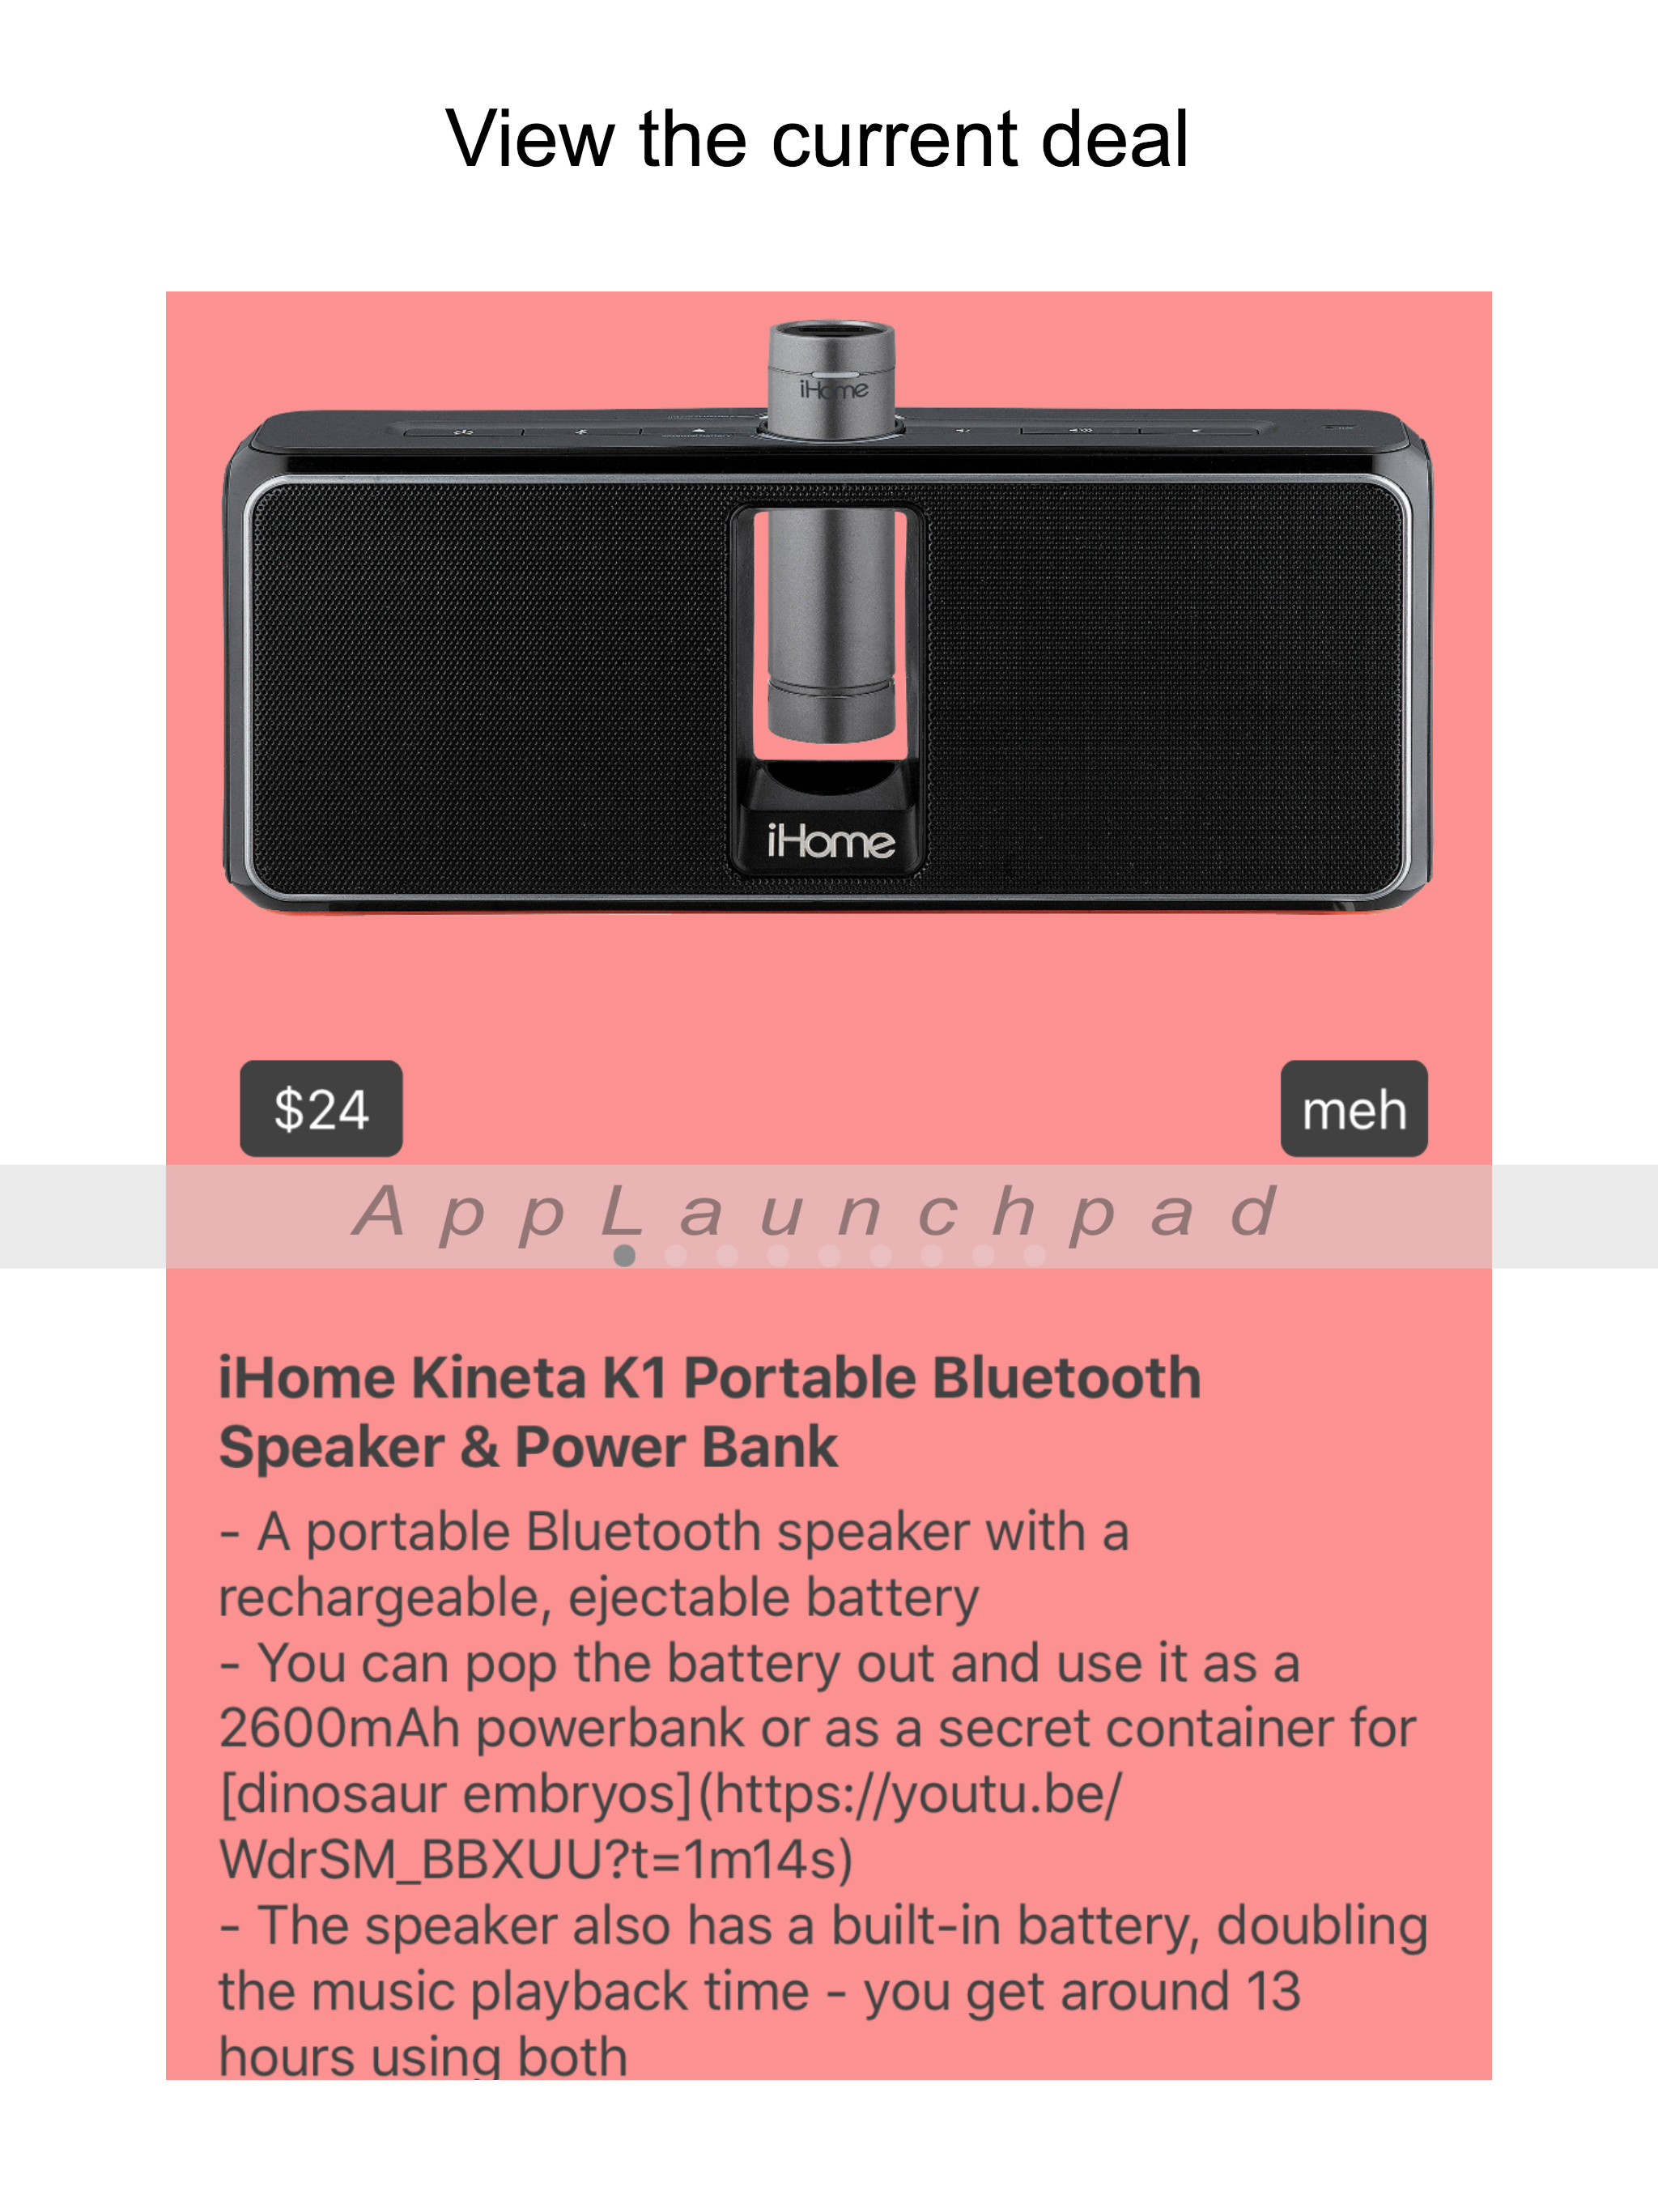 View the current deal
iHome
iHome
$24
meh
AppLaunchpad
iHome Kineta K1 Portable Bluetooth
Speaker & Power Bank
- A portable Bluetooth speaker with a
rechargeable, ejectable battery
- You can pop the battery out and use it as a
2600mAh powerbank or as a secret container for
[dinosaur embryos](https://youtu.be/
WdrSM_BBXUU?t=1m14s)
- The speaker also has a built-in battery, doubling
the music playback time - you get around 13
hours using both